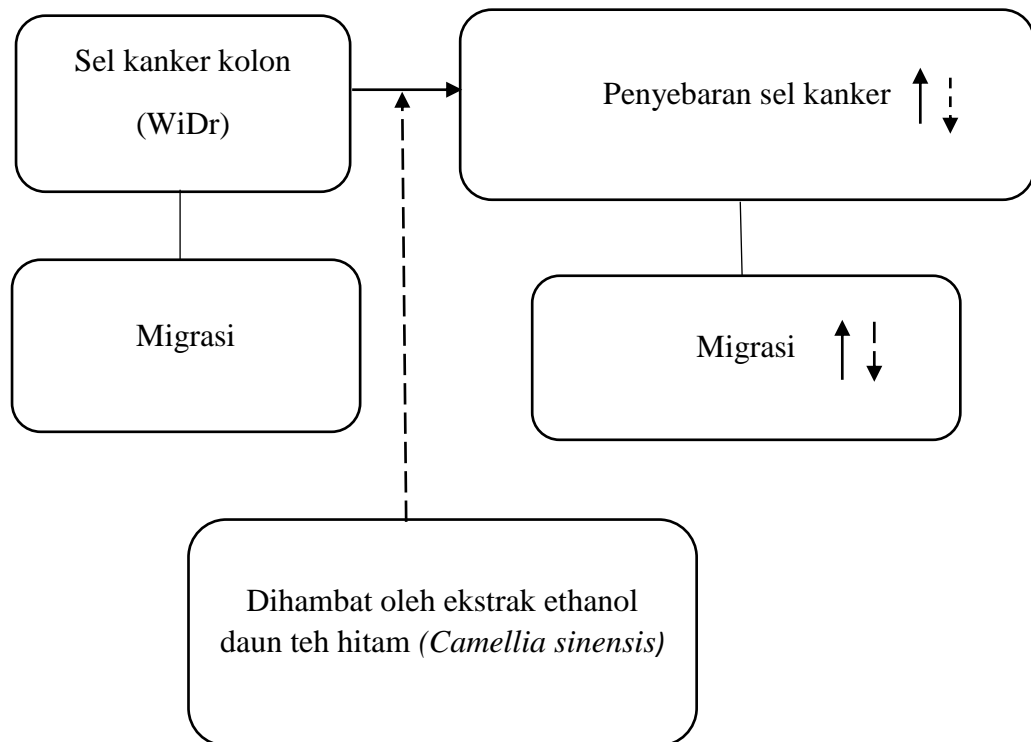 Sel kanker kolon
(WiDr)
Penyebaran sel kanker
Migrasi
Migrasi
Dihambat oleh ekstrak ethanol
daun teh hitam (Camellia sinensis)